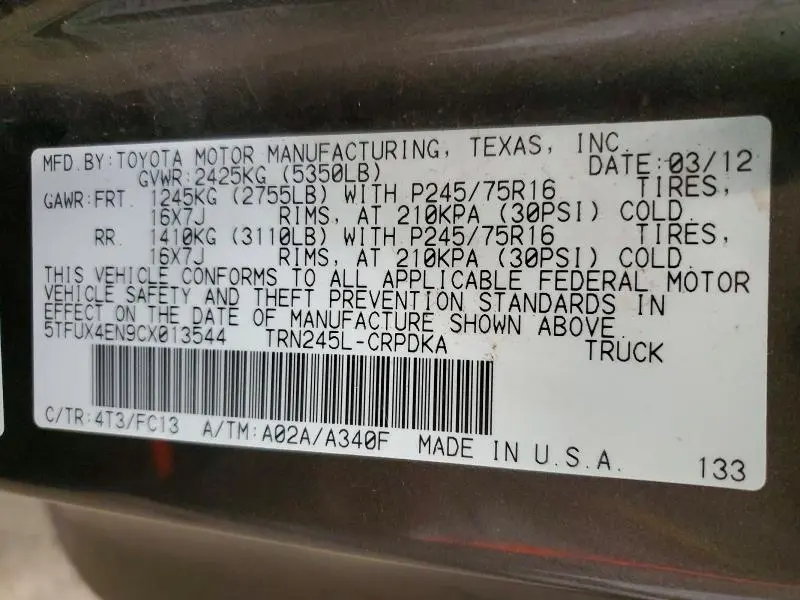 MFD.BY:TOYOTA MOTOR MANUFACTURING, TEXAS, INC.
GVWR:2425KG (5350LB) DATE:03/12
GAWR:FRT. 1245KG (2755LB) WITH P245/75R16 TIRES,
16X7J RIMS, AT 210KPA (30PSI) COLD.
RR. 1410KG (3110LB) WITH P245/75R16 TIRES,
16X7J RIMS, AT 210KPA (30PSI) COLD.
THIS VEHICLE CONFORMS TO ALL APPLICABLE FEDERAL MOTOR
VEHICLE SAFETY AND THEFT PREVENTION STANDARDS IN
EFFECT ON THE DATE OF MANUFACTURE SHOWN ABOVE.
5TFUX4EN9CX013544 TRN245L-CRPDKA TRUCK
C/TR:4T3/FC13 A/TM:A02A/A340F MADE IN U.S.A. 133